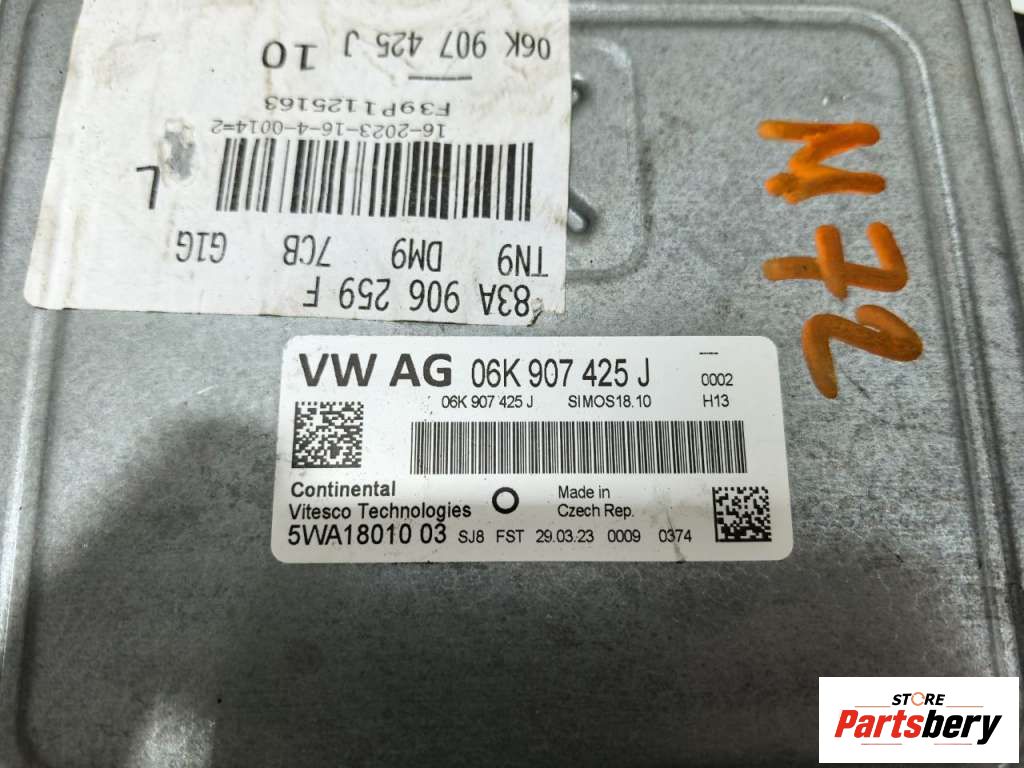 06K 907 425 J 10
F39P1125163
16-2023-16-4-0014=2
L
TN9 DM9 7CB G1G
83A 906 259 F
VW AG 06K 907 425 J 0002
06K 907 425 J SIMOS18.10 H13
Continental
Vitesco Technologies
Made in
Czech Rep.
5WA18010 03 SJ8 FST 29.03.23 0009 0374
27M
STORE
Partsbery